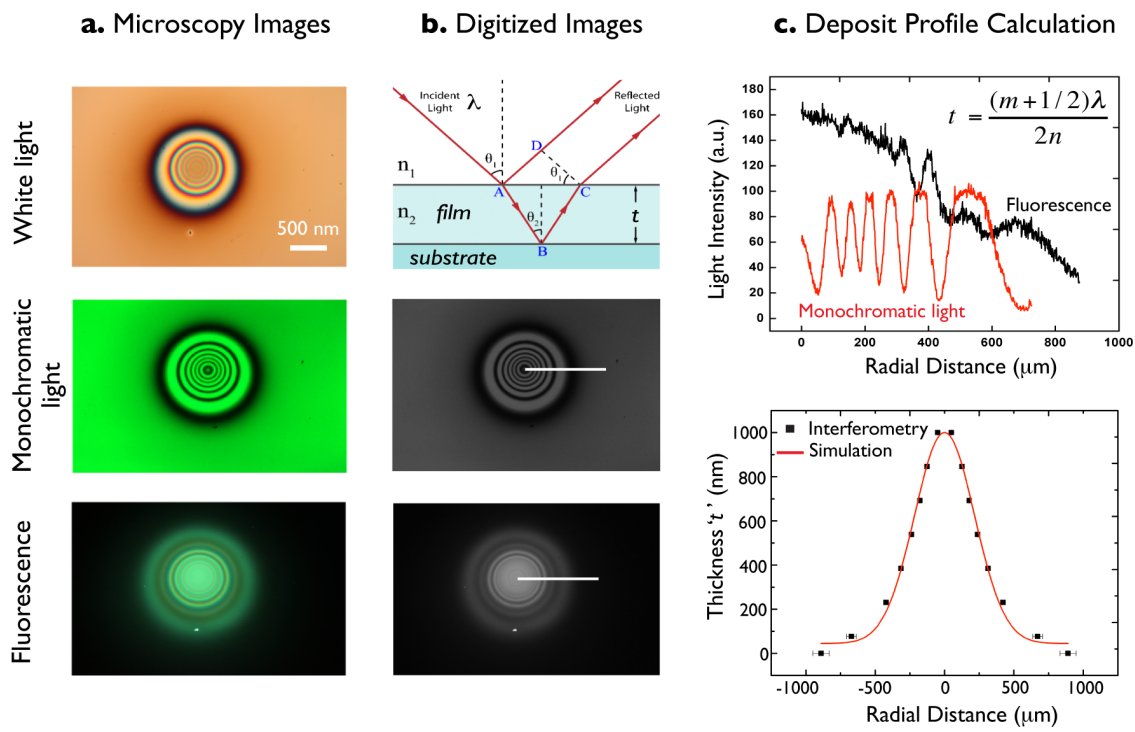 a. Microscopy Images
b. Digitized Images
c. Deposit Profile Calculation
White light
500 nm
Incident
Light
λ
Reflected
Light
n₁
θ₁
D
θ₁
A
C
n₂
film
θ₂
t
B
substrate
Light Intensity (a.u.)
160
140
120
100
80
60
40
20
0
t = (m+1/2)λ
2n
Fluorescence
Monochromatic light
0 200 400 600 800 1000
Radial Distance (μm)
Monochromatic
light
Fluorescence
Thickness ‘t’ (nm)
1000
800
600
400
200
0
Interferometry
Simulation
-1000 -500 0 500 1000
Radial Distance (μm)